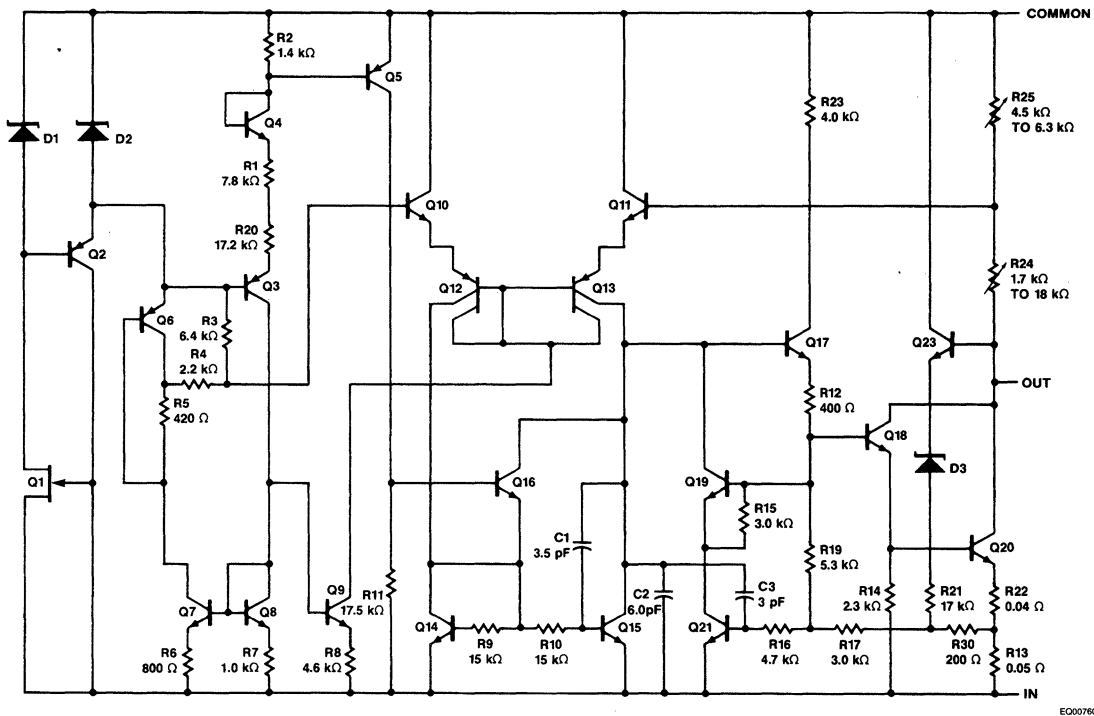 COMMON
R2
1.4 kΩ
Q5
Q4
D1
D2
R23
4.0 kΩ
R25
4.5 kΩ
TO 6.3 kΩ
R1
7.8 kΩ
Q10
Q11
Q2
R20
17.2 kΩ
Q3
Q12
Q13
R24
1.7 kΩ
TO 18 kΩ
Q6
R3
6.4 kΩ
R4
2.2 kΩ
Q17
Q23
OUT
R5
420 Ω
R12
400 Ω
Q18
D3
Q1
Q16
Q19
R15
3.0 kΩ
C1
3.5 pF
R19
5.3 kΩ
Q20
Q7
Q8
Q9
R11
17.5 kΩ
C2
6.0pF
C3
3 pF
R14
2.3 kΩ
R21
17 kΩ
R22
0.04 Ω
Q14
R9
15 kΩ
R10
15 kΩ
Q15
Q21
R16
4.7 kΩ
R17
3.0 kΩ
R30
200 Ω
R13
0.05 Ω
R6
800 Ω
R7
1.0 kΩ
R8
4.6 kΩ
IN
EQ00760